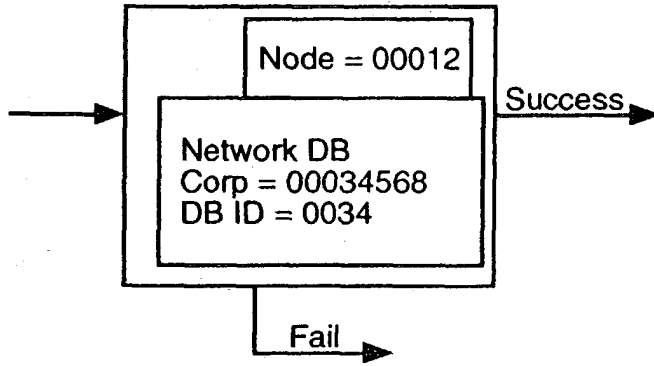 Node = 00012
Success
Network DB
Corp = 00034568
DB ID = 0034
Fail